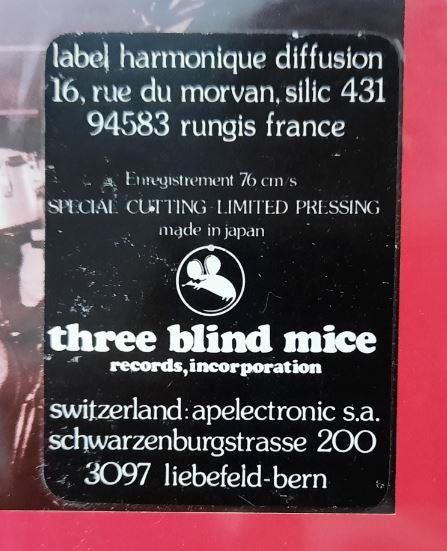 label harmonique diffusion
16, rue du morvan, silic 431
94583 rungis france
Enregistrement 76 cm/s
SPECIAL CUTTING LIMITED PRESSING
made in japan
three blind mice
records, incorporation
switzerland: apelectronic s.a.
schwarzenburgstrasse 200
3097 liebefeld-bern